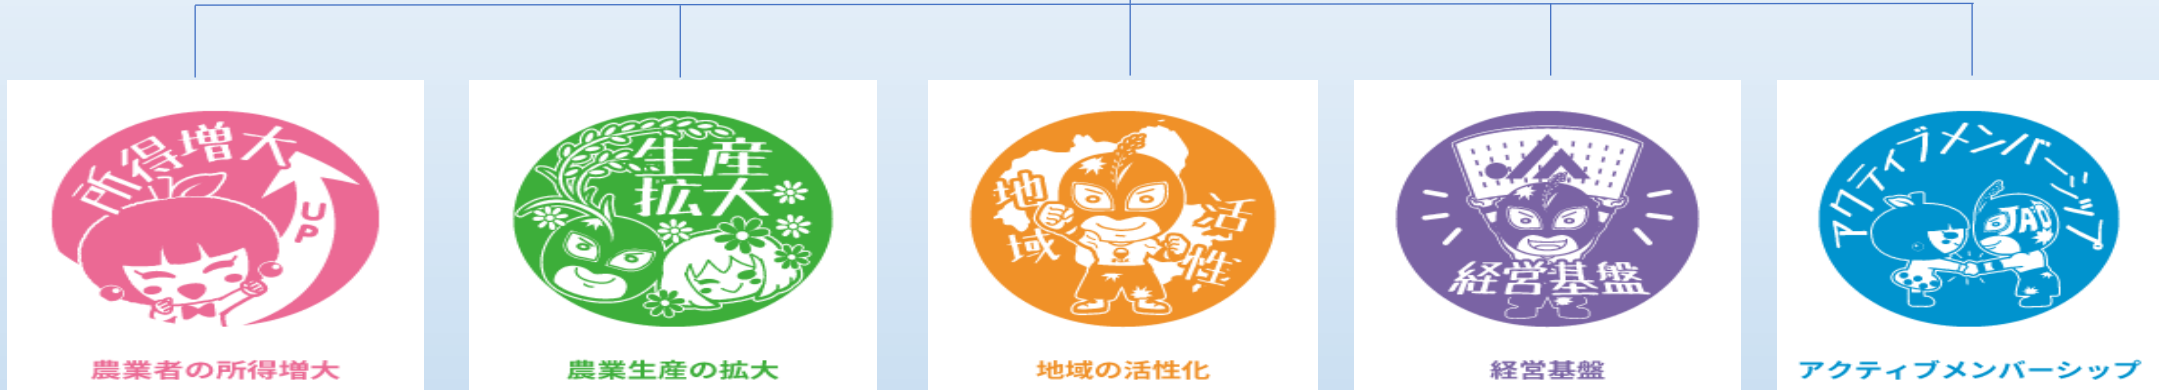 所得増大
UP
農業者の所得増大
生産
拡大
農業生産の拡大
地域
活性
地域の活性化
JA
経営基盤
経営基盤
アクティブメンバーシップ
JAO
アクティブメンバーシップ